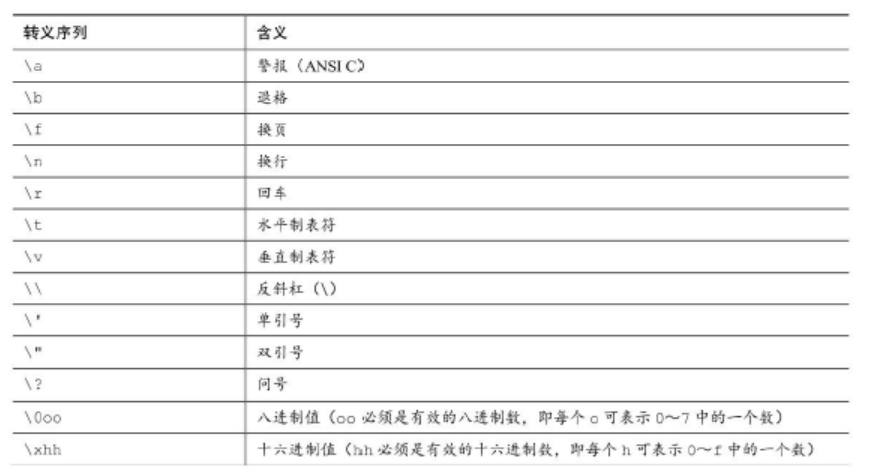 转义序列 含义
\a 警报（ANSI C）
\b 退格
\f 换页
\n 换行
\r 回车
\t 水平制表符
\v 垂直制表符
\\ 反斜杠（\）
\' 单引号
\" 双引号
\? 问号
\0oo 八进制值（oo 必须是有效的八进制数，即每个 o 可表示 0～7 中的一个数）
\xhh 十六进制值（hh 必须是有效的十六进制数，即每个 h 可表示 0～f 中的一个数）